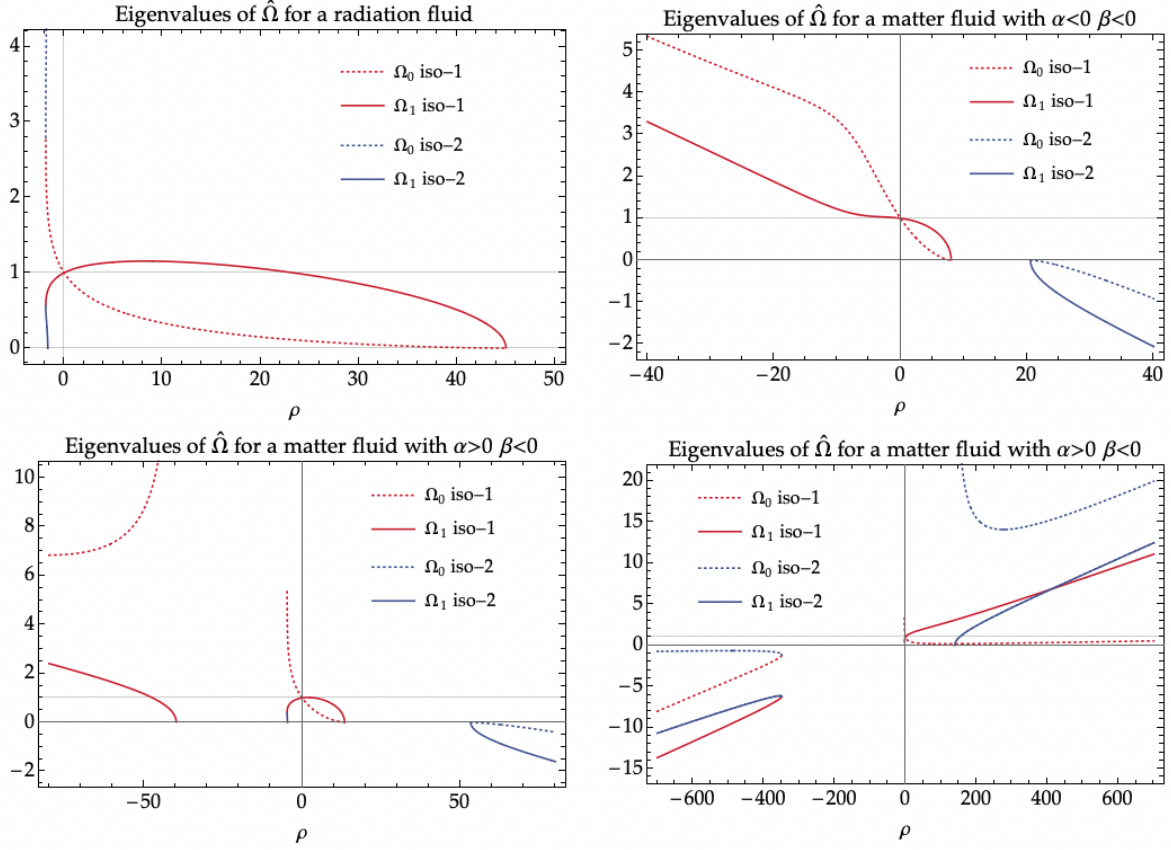 Eigenvalues of Ω̂ for a radiation fluid
4
3
2
1
0
0
10
20
30
40
50
ρ
Ω₀ iso–1
Ω₁ iso–1
Ω₀ iso–2
Ω₁ iso–2
Eigenvalues of Ω̂ for a matter fluid with α<0 β<0
5
4
3
2
1
0
−1
−2
−40
−20
0
20
40
ρ
Ω₀ iso–1
Ω₁ iso–1
Ω₀ iso–2
Ω₁ iso–2
Eigenvalues of Ω̂ for a matter fluid with α>0 β<0
10
8
6
4
2
0
−2
−50
0
50
ρ
Ω₀ iso–1
Ω₁ iso–1
Ω₀ iso–2
Ω₁ iso–2
Eigenvalues of Ω̂ for a matter fluid with α>0 β<0
20
15
10
5
0
−5
−10
−15
−600
−400
−200
0
200
400
600
ρ
Ω₀ iso–1
Ω₁ iso–1
Ω₀ iso–2
Ω₁ iso–2